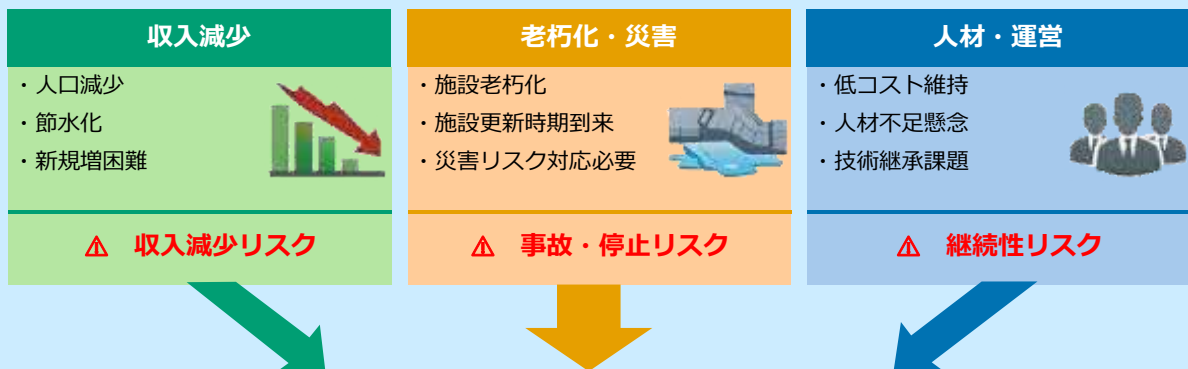 収入減少
・人口減少
・節水化
・新規増困難
⚠ 収入減少リスク
老朽化・災害
・施設老朽化
・施設更新時期到来
・災害リスク対応必要
⚠ 事故・停止リスク
人材・運営
・低コスト維持
・人材不足懸念
・技術継承課題
⚠ 継続性リスク